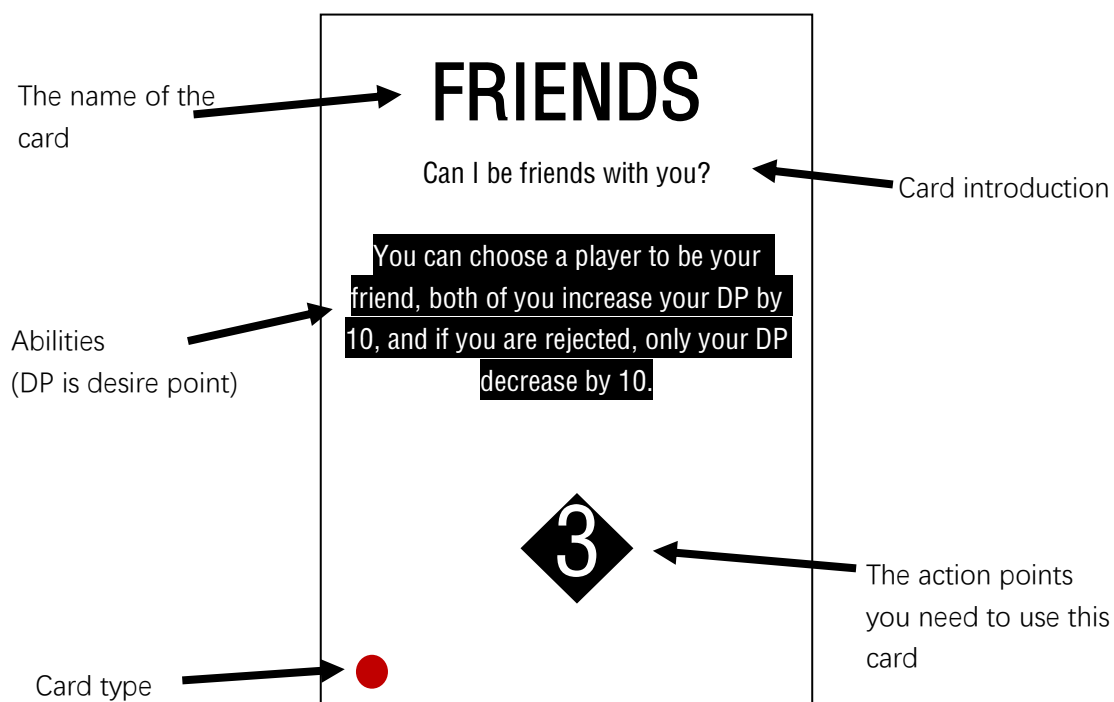 The name of the
card
FRIENDS
Can I be friends with you?
Card introduction
You can choose a player to be your
friend, both of you increase your DP by
10, and if you are rejected, only your DP
decrease by 10.
Abilities
(DP is desire point)
3
The action points
you need to use this
card
Card type